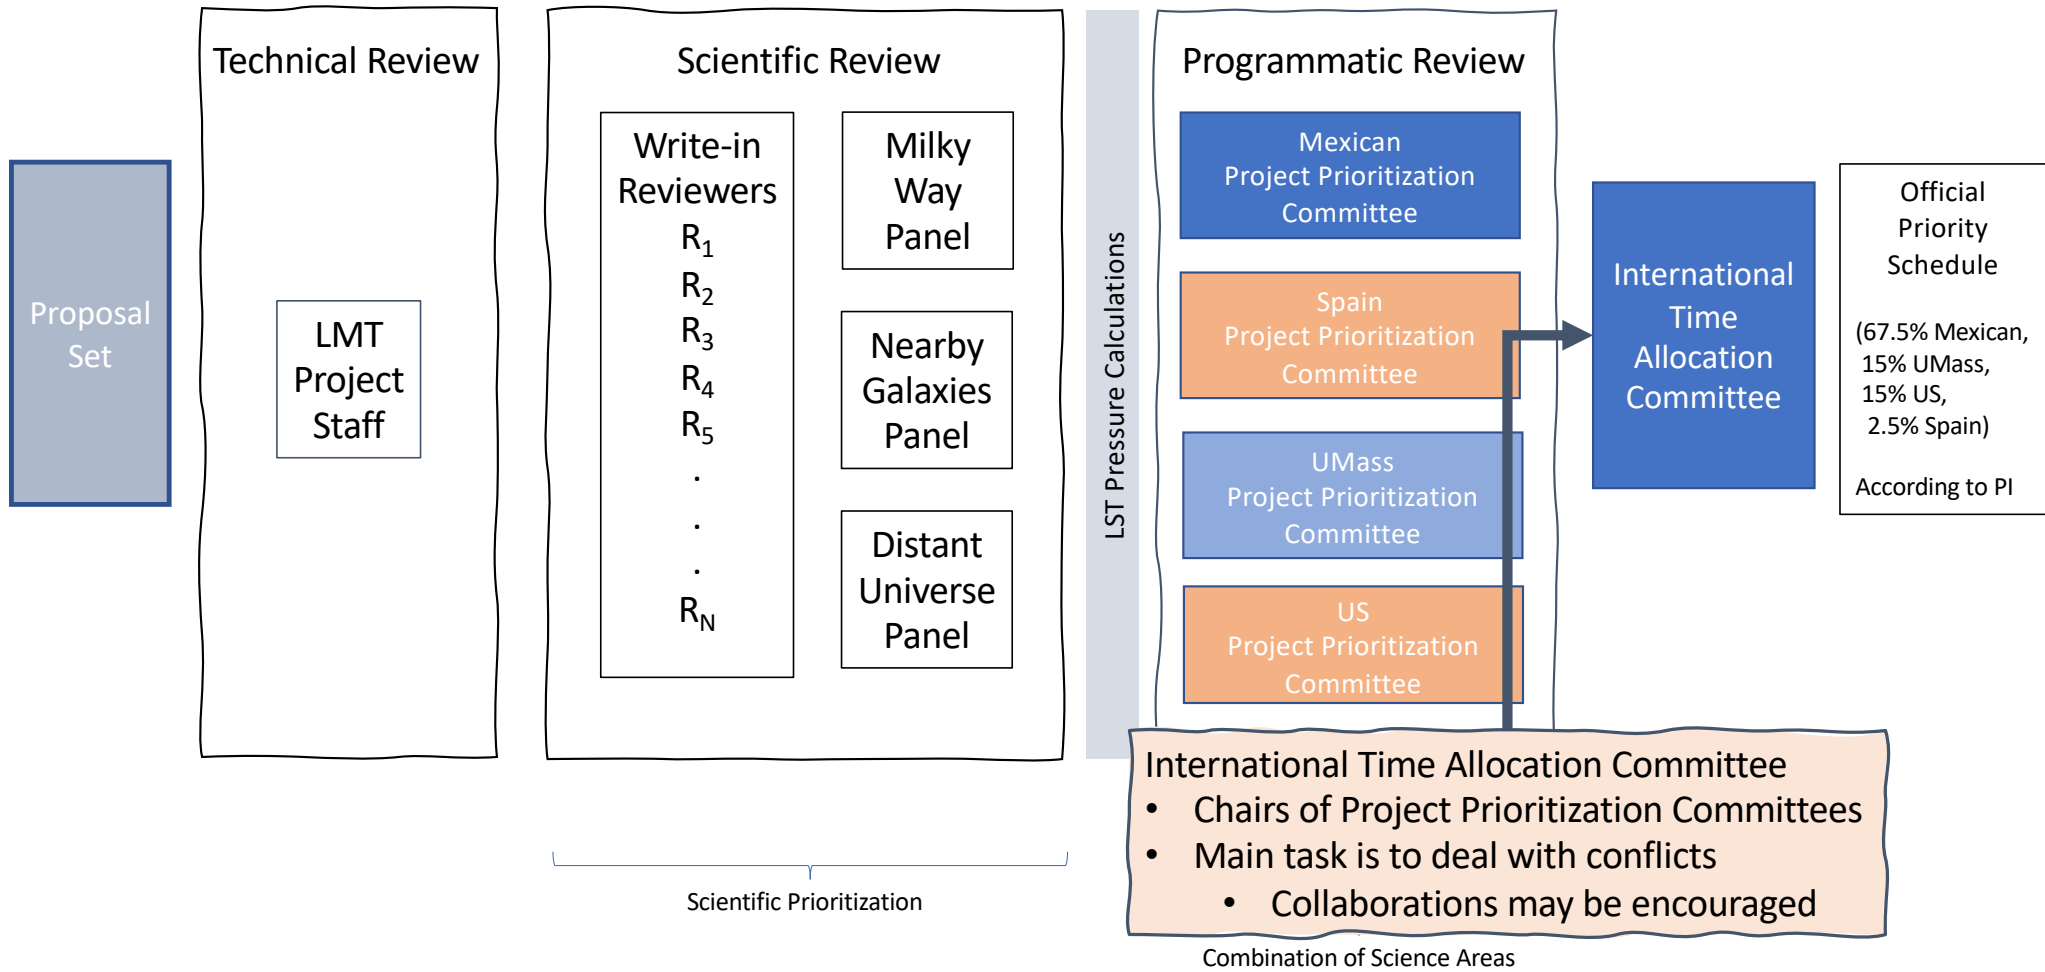 Proposal
Set
Technical Review
LMT
Project
Staff
Scientific Review
Write-in
Reviewers
R1
R2
R3
R4
R5
.
.
.
RN
Milky
Way
Panel
Nearby
Galaxies
Panel
Distant
Universe
Panel
Scientific Prioritization
LST Pressure Calculations
Programmatic Review
Mexican
Project Prioritization
Committee
Spain
Project Prioritization
Committee
UMass
Project Prioritization
Committee
US
Project Prioritization
Committee
International
Time
Allocation
Committee
Official
Priority
Schedule
(67.5% Mexican,
15% UMass,
15% US,
2.5% Spain)
According to PI
International Time Allocation Committee
• Chairs of Project Prioritization Committees
• Main task is to deal with conflicts
• Collaborations may be encouraged
Combination of Science Areas